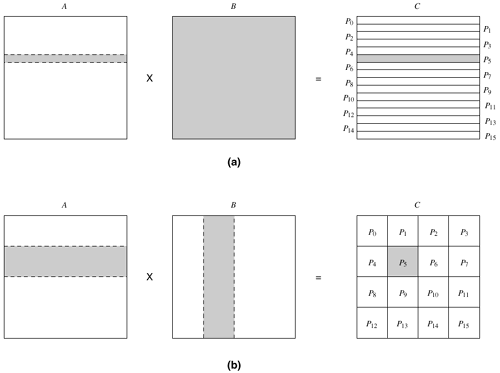 A B C
P0
P1
P2
P3
P4
P5
P6
P7
P8
P9
P10
P11
P12
P13
P14
P15
X =
(a)
A B C
P0 P1 P2 P3
P4 P5 P6 P7
X =
P8 P9 P10 P11
P12 P13 P14 P15
(b)